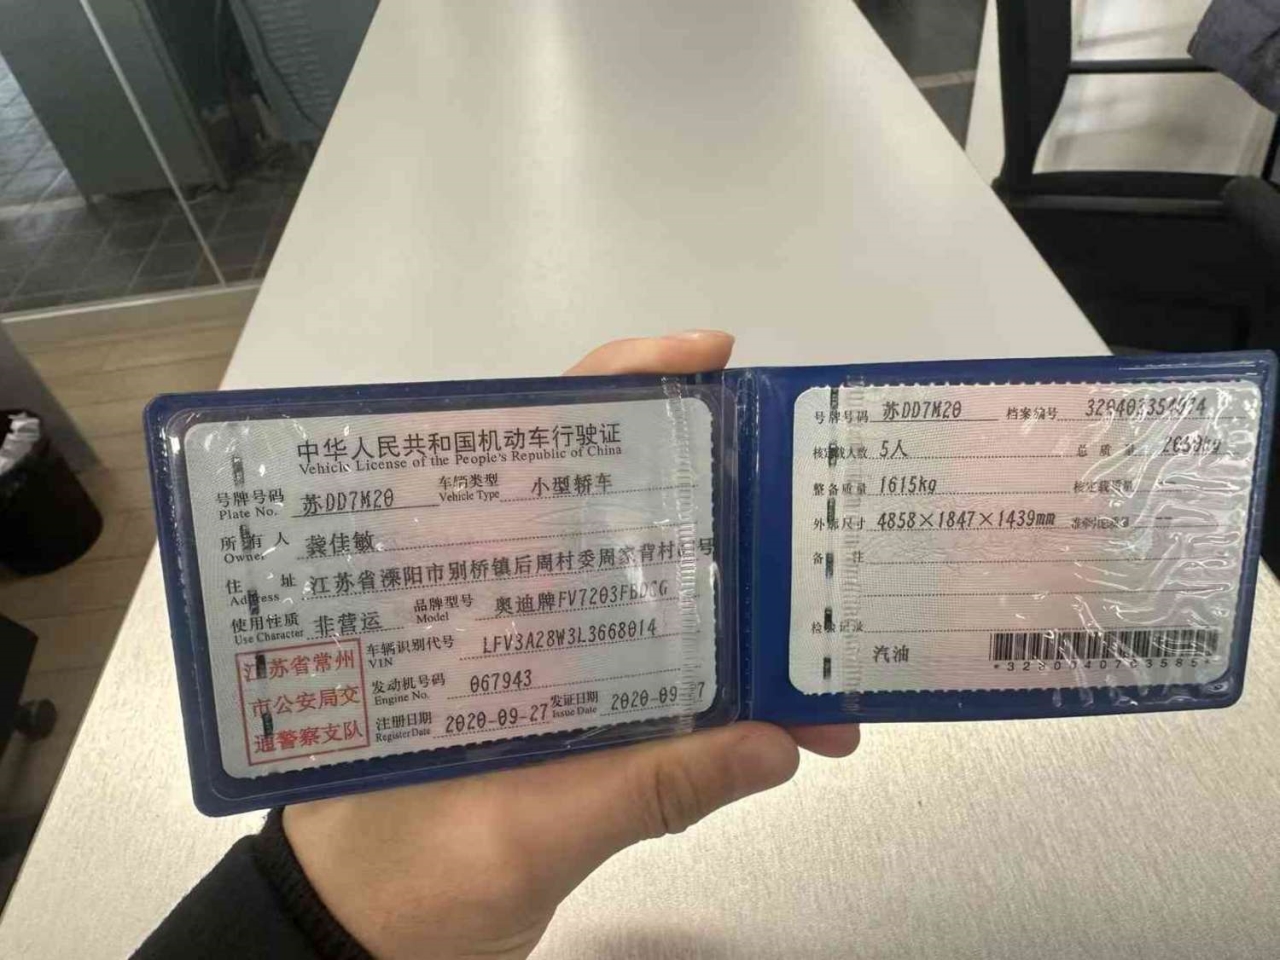 中华人民共和国机动车行驶证
Vehicle License of the People's Republic of China
号牌号码 苏DD7M20 车辆类型 小型轿车
Plate No. Vehicle Type
所有人 龚佳敏
Owner
住址 江苏省溧阳市别桥镇后周村委周家背村 号
Address
使用性质 非营运 品牌型号 奥迪牌FV7203FBDCG
Use Character Model
江苏省常州
市公安局交
通警察支队
车辆识别代号 LFV3A28W3L3668014
VIN
发动机号码 067943
Engine No.
注册日期 2020-09-27 发证日期 2020-09- 7
Register Date Issue Date
号牌号码 苏DD7M20 档案编号 320403354974
核定载人数 5人 总质量
整备质量 1615kg 核定载质量
外廓尺寸 4858×1847×1439mm
备注
检验记录
汽油